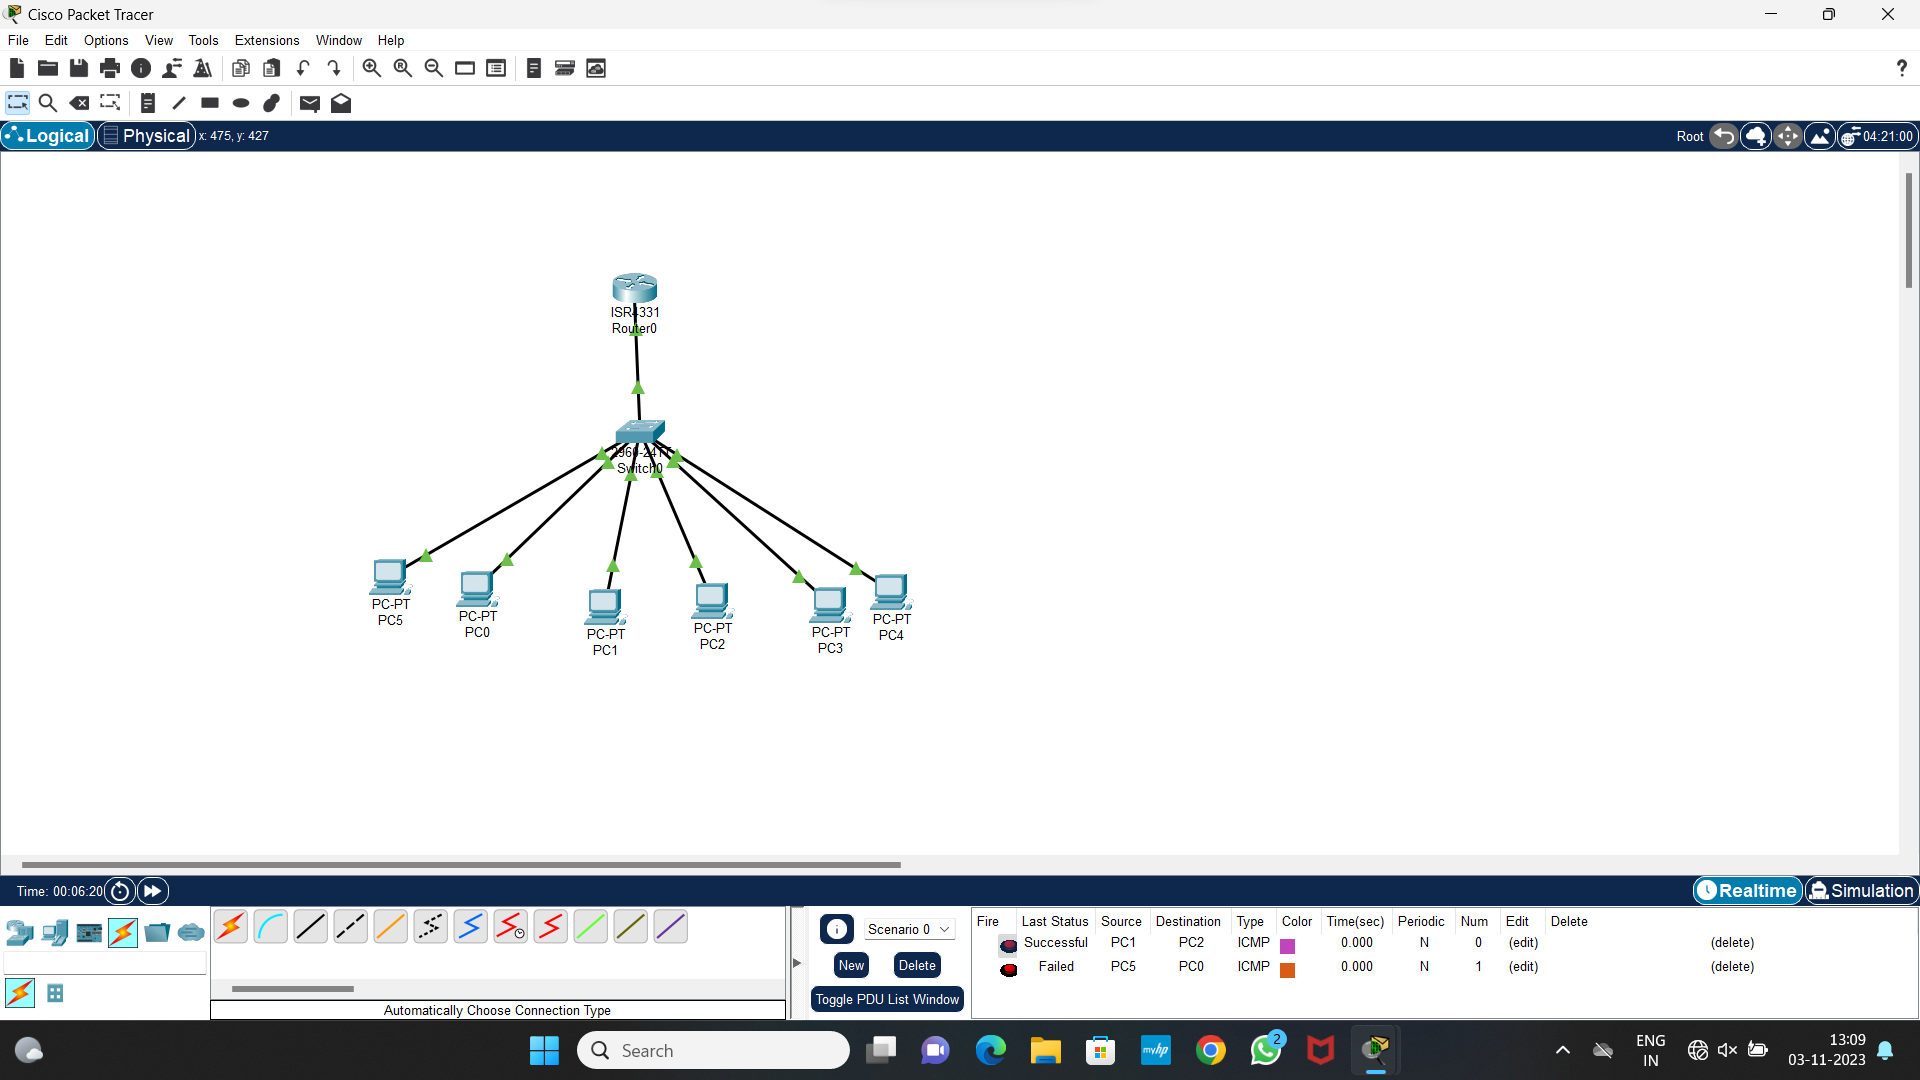 Cisco Packet Tracer
File Edit Options View Tools Extensions Window Help
?
Logical Physical x: 475, y: 427 Root 04:21:00
ISR4331
Router0
2960-24TT
Switch0
PC-PT
PC5
PC-PT
PC0
PC-PT
PC1
PC-PT
PC2
PC-PT
PC3
PC-PT
PC4
Time: 00:06:20 Realtime Simulation
Automatically Choose Connection Type
Scenario 0
New Delete
Toggle PDU List Window
Fire Last Status Source Destination Type Color Time(sec) Periodic Num Edit Delete
Successful PC1 PC2 ICMP 0.000 N 0 (edit) (delete)
Failed PC5 PC0 ICMP 0.000 N 1 (edit) (delete)
Search
myhp
2
ENG
IN
13:09
03-11-2023